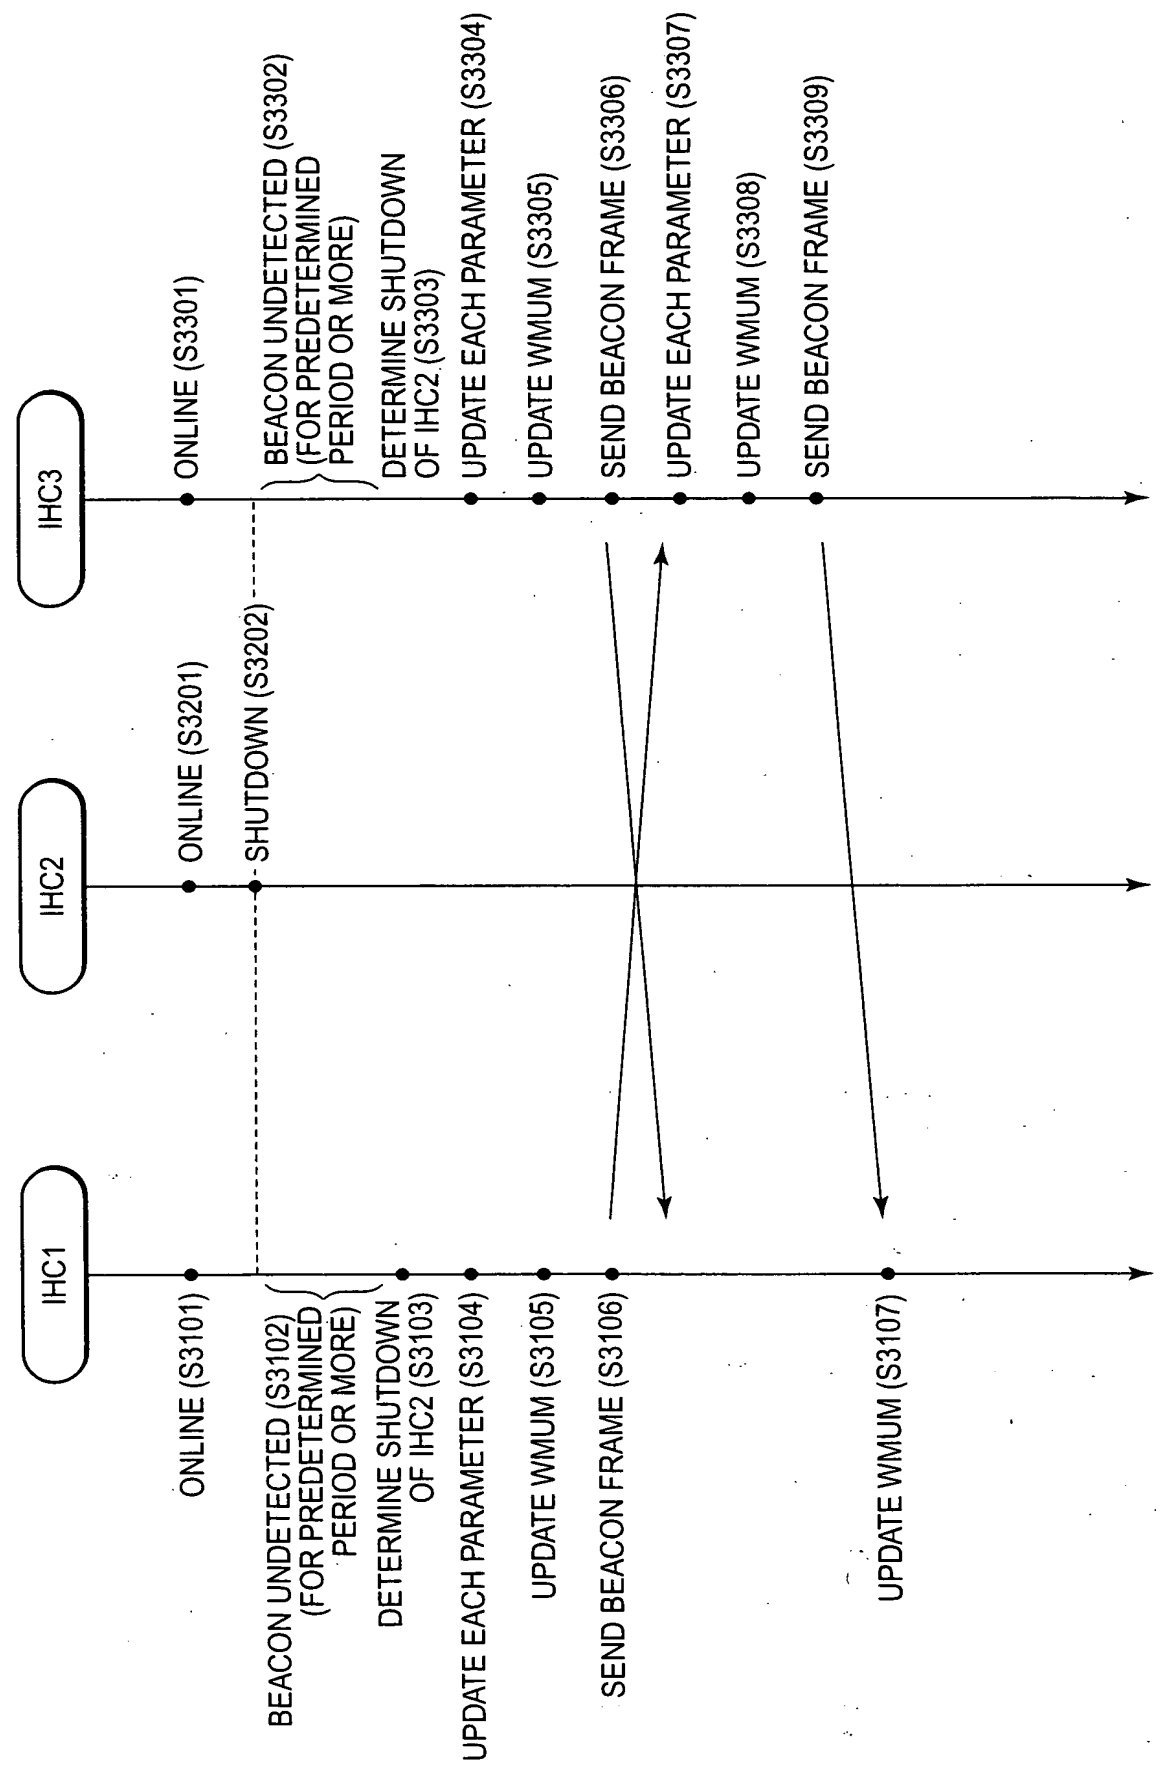 IHC1
IHC2
IHC3
ONLINE (S3101)
BEACON UNDETECTED (S3102)
(FOR PREDETERMINED
PERIOD OR MORE)
DETERMINE SHUTDOWN
OF IHC2 (S3103)
UPDATE EACH PARAMETER (S3104)
UPDATE WMUM (S3105)
SEND BEACON FRAME (S3106)
UPDATE WMUM (S3107)
ONLINE (S3201)
SHUTDOWN (S3202)
ONLINE (S3301)
BEACON UNDETECTED (S3302)
(FOR PREDETERMINED
PERIOD OR MORE)
DETERMINE SHUTDOWN
OF IHC2 (S3303)
UPDATE EACH PARAMETER (S3304)
UPDATE WMUM (S3305)
SEND BEACON FRAME (S3306)
UPDATE EACH PARAMETER (S3307)
UPDATE WMUM (S3308)
SEND BEACON FRAME (S3309)